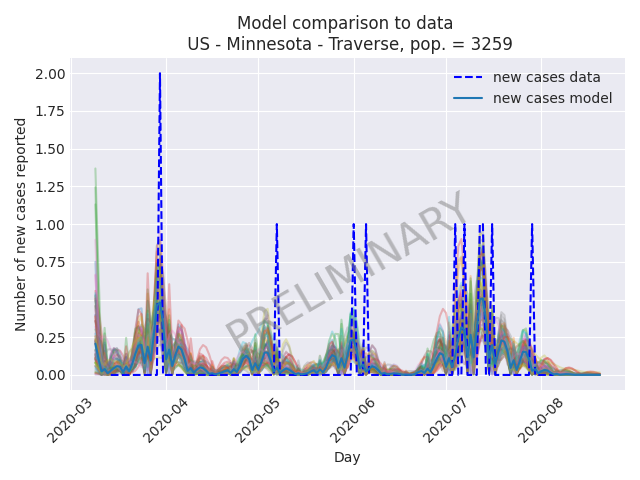 Model comparison to data
US - Minnesota - Traverse, pop. = 3259
new cases data
new cases model
PRELIMINARY
Number of new cases reported
2.00
1.75
1.50
1.25
1.00
0.75
0.50
0.25
0.00
2020-03
2020-04
2020-05
2020-06
2020-07
2020-08
Day